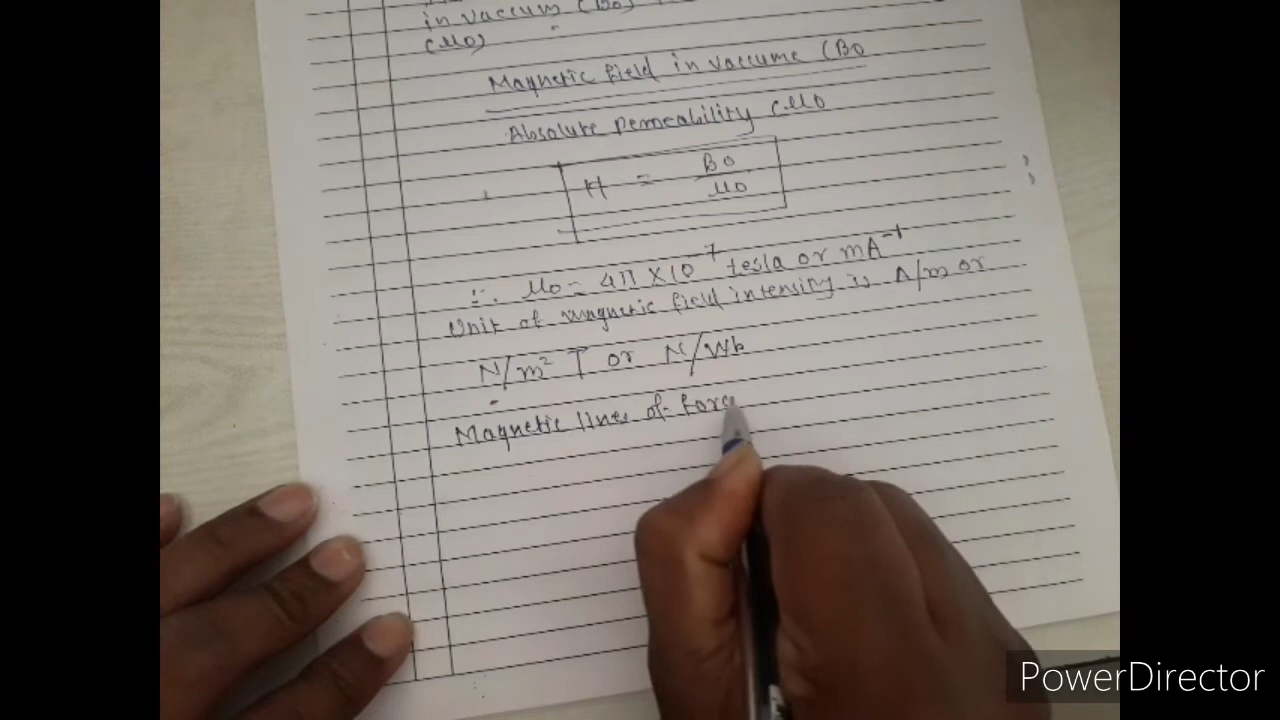 in vaccum (Bo)
(μo)
Magnetic field in vaccume (Bo
Absolute Permeability (μo
H = Bo
μo
∴ μo = 4π × 10⁻⁷ tesla or mA⁻¹
Unit of magnetic field intensity is A/m or
N/m² T or N/Wb
Magnetic lines of force
PowerDirector